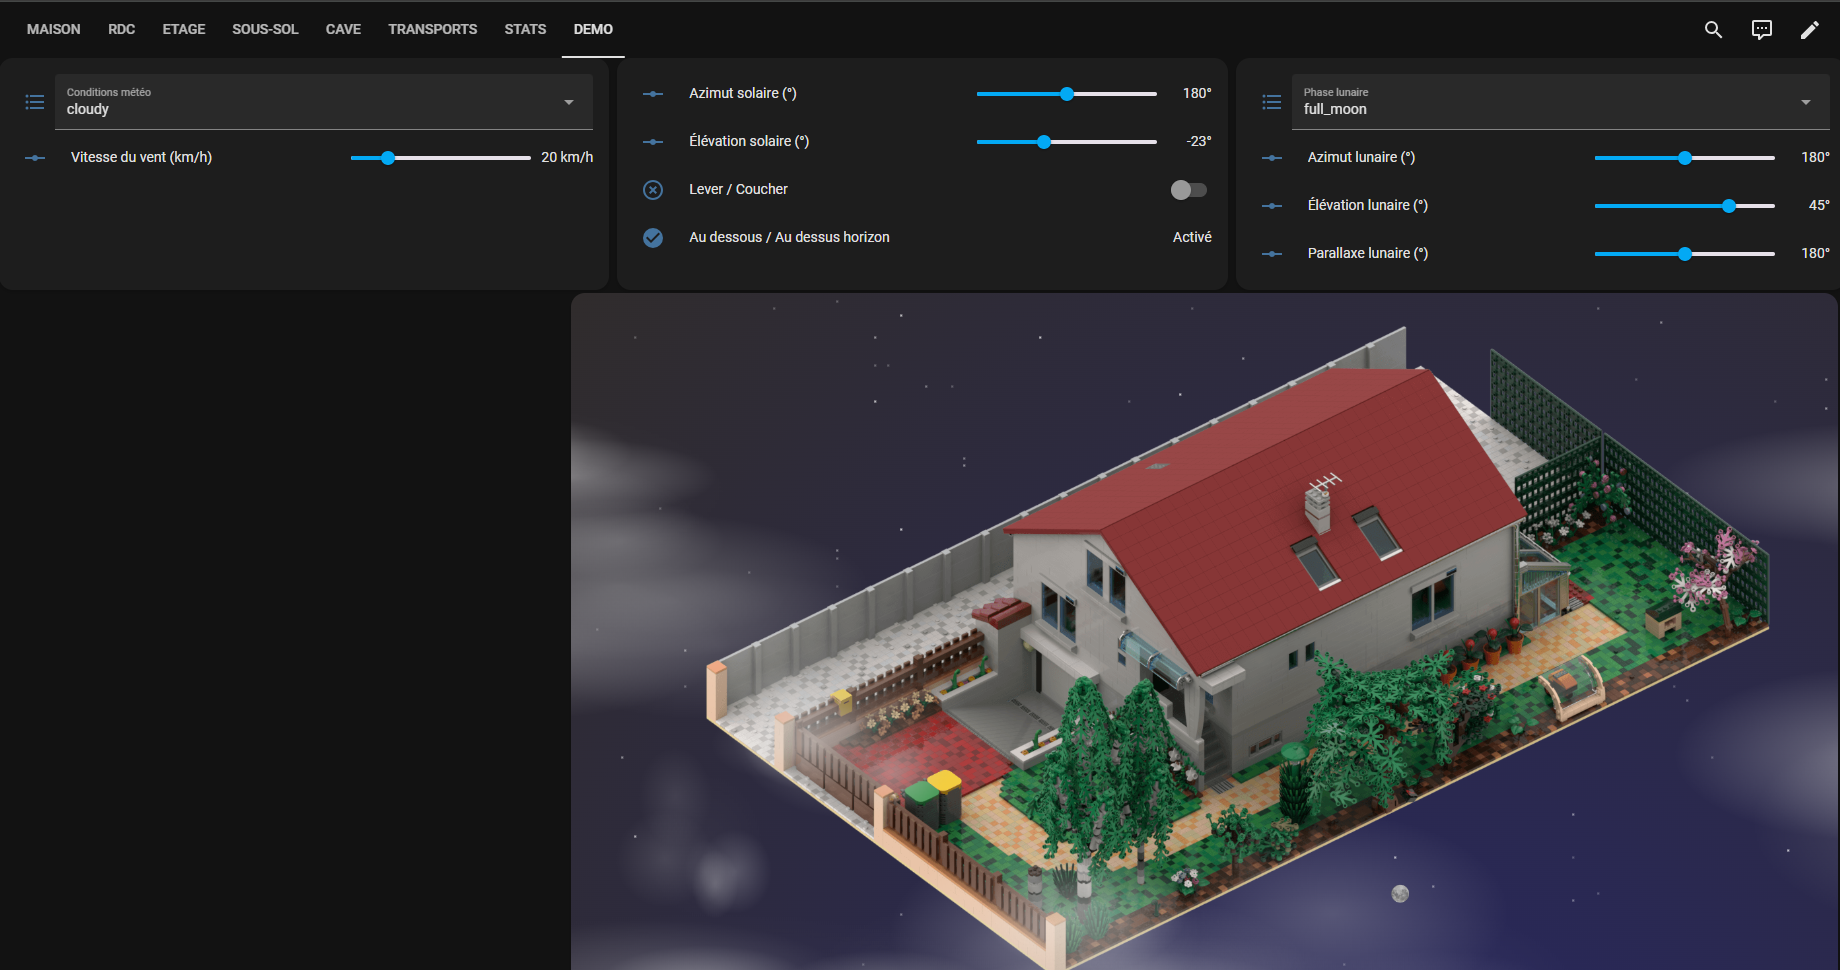 MAISON RDC ETAGE SOUS-SOL CAVE TRANSPORTS STATS DEMO
Conditions météo
cloudy
Vitesse du vent (km/h) 20 km/h
Azimut solaire (°) 180°
Élévation solaire (°) -23°
Lever / Coucher
Au dessous / Au dessus horizon Activé
Phase lunaire
full_moon
Azimut lunaire (°) 180°
Élévation lunaire (°) 45°
Parallaxe lunaire (°) 180°